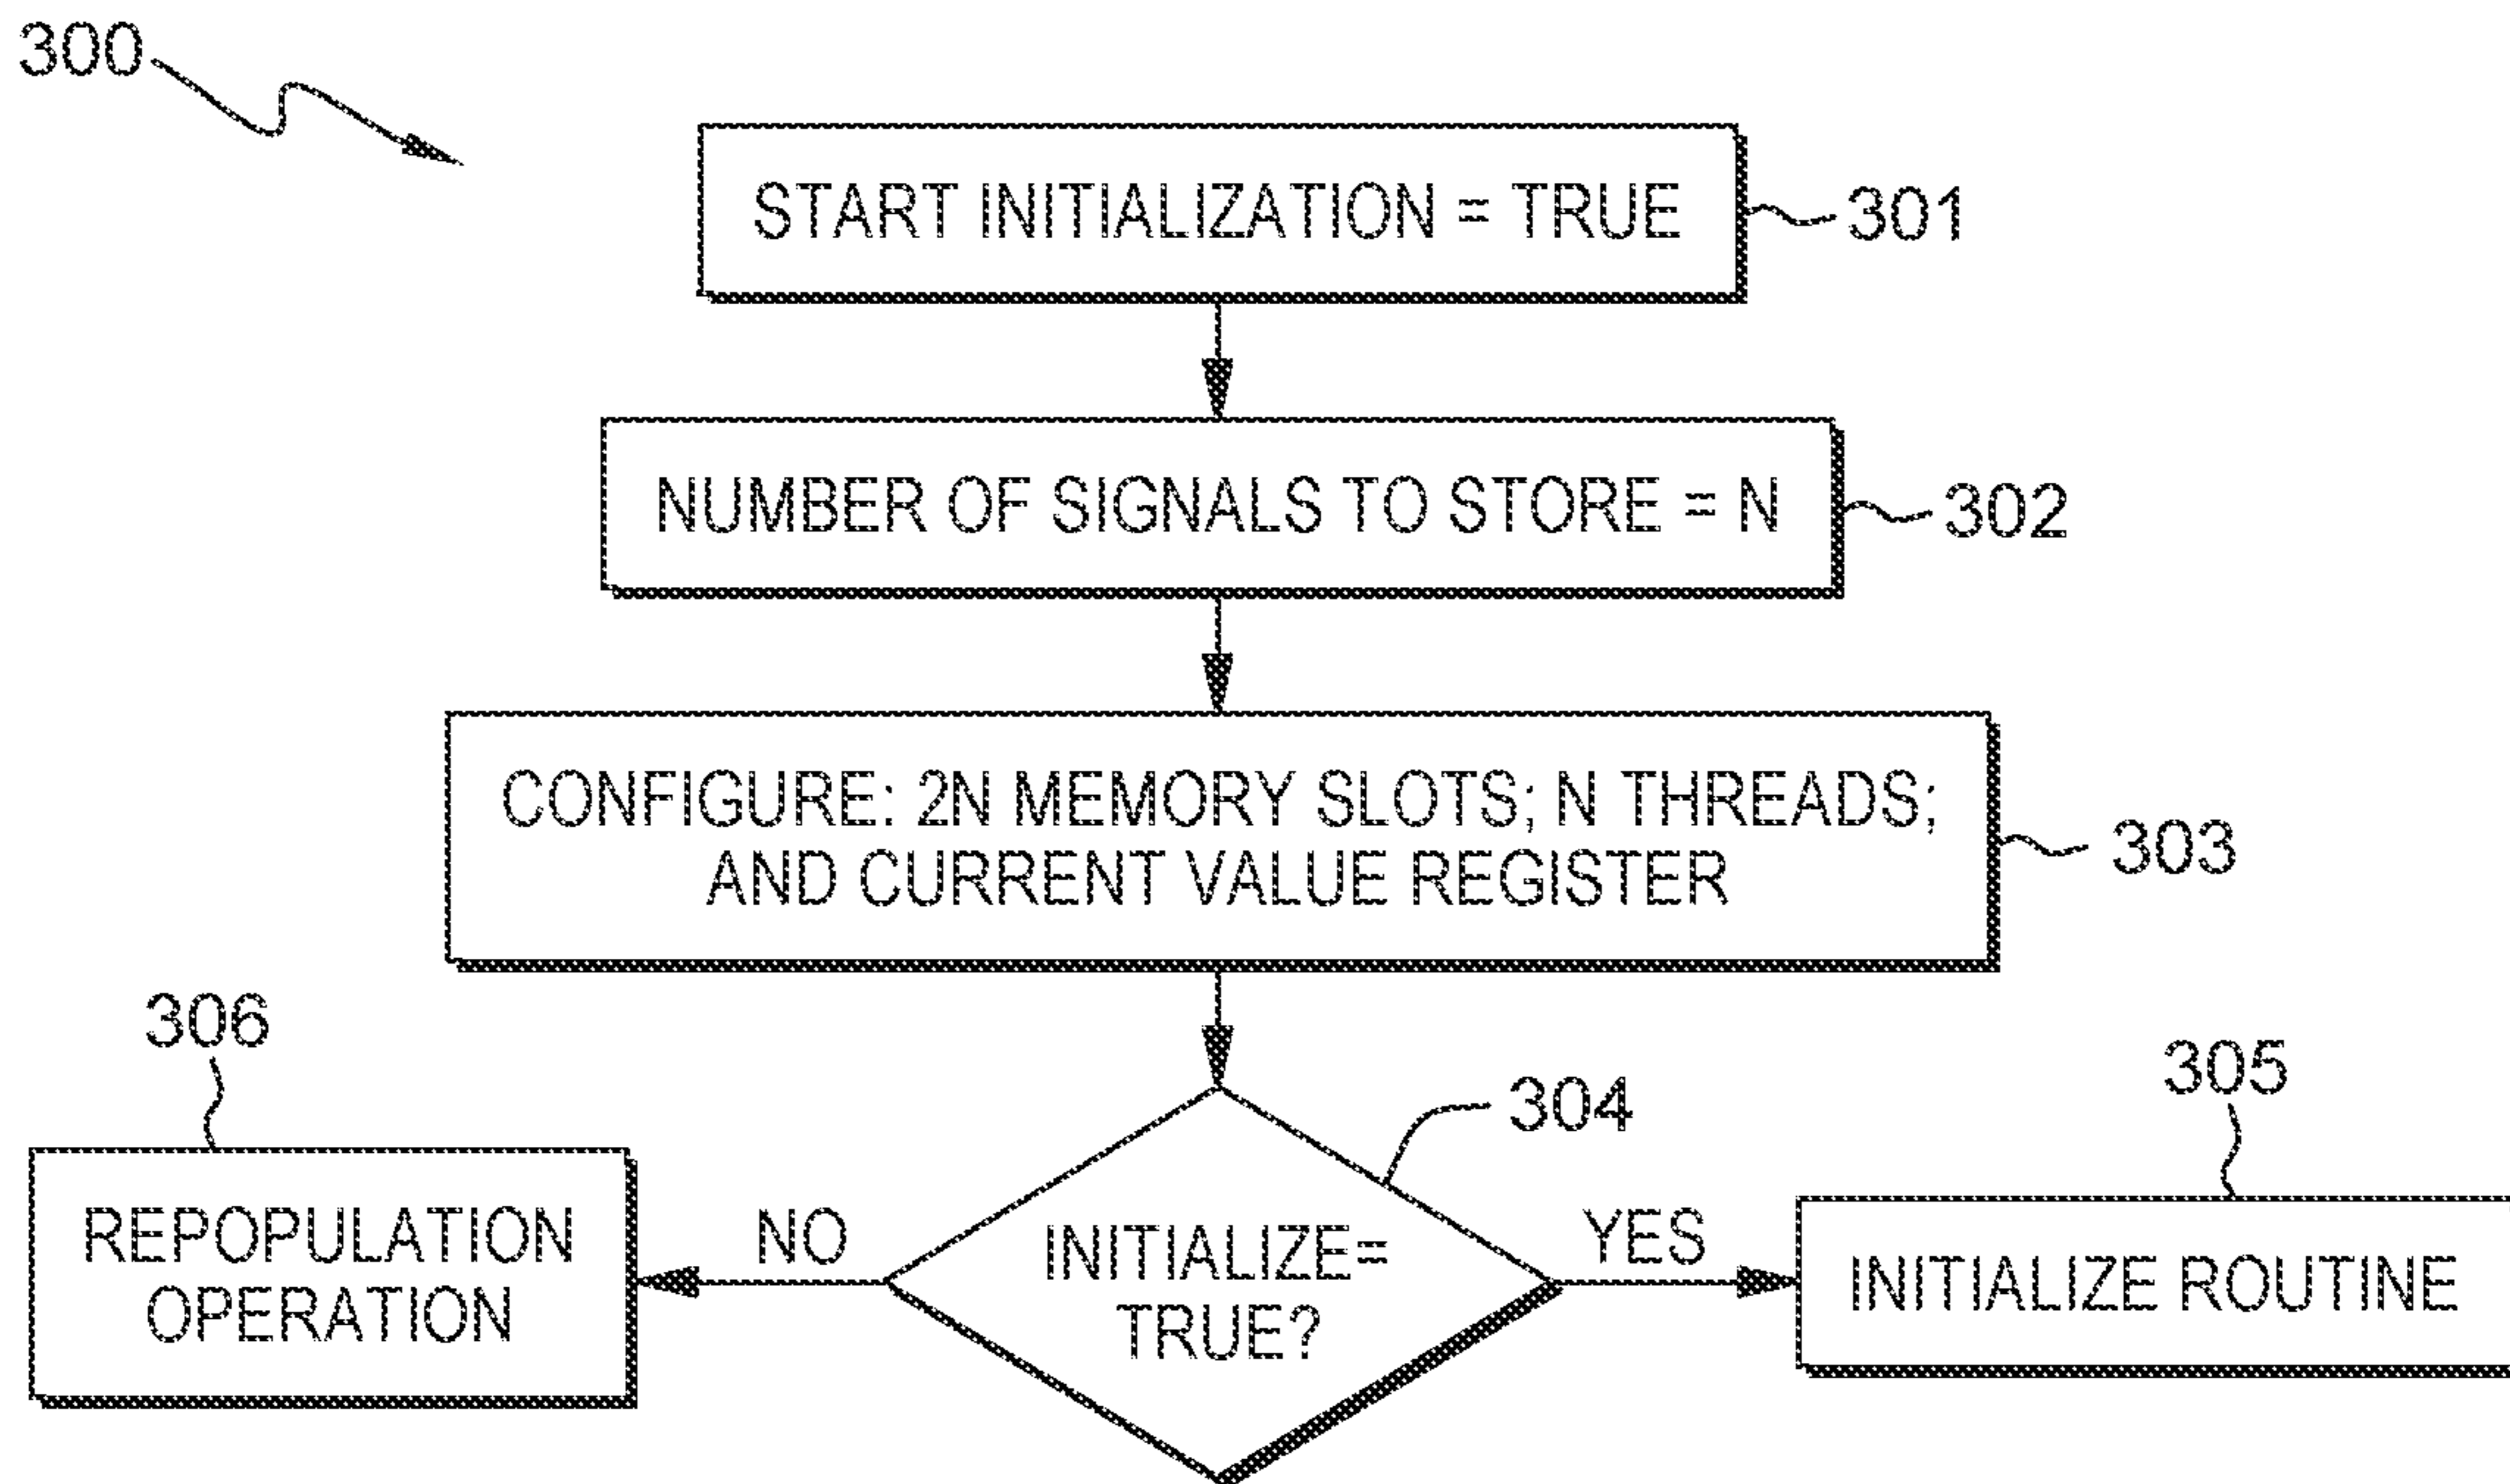 300
START INITIALIZATION = TRUE
301
NUMBER OF SIGNALS TO STORE = N
302
CONFIGURE: 2N MEMORY SLOTS; N THREADS;
AND CURRENT VALUE REGISTER
303
306
304
305
REPOPULATION
OPERATION
NO
INITIALIZE=
TRUE?
YES
INITIALIZE ROUTINE